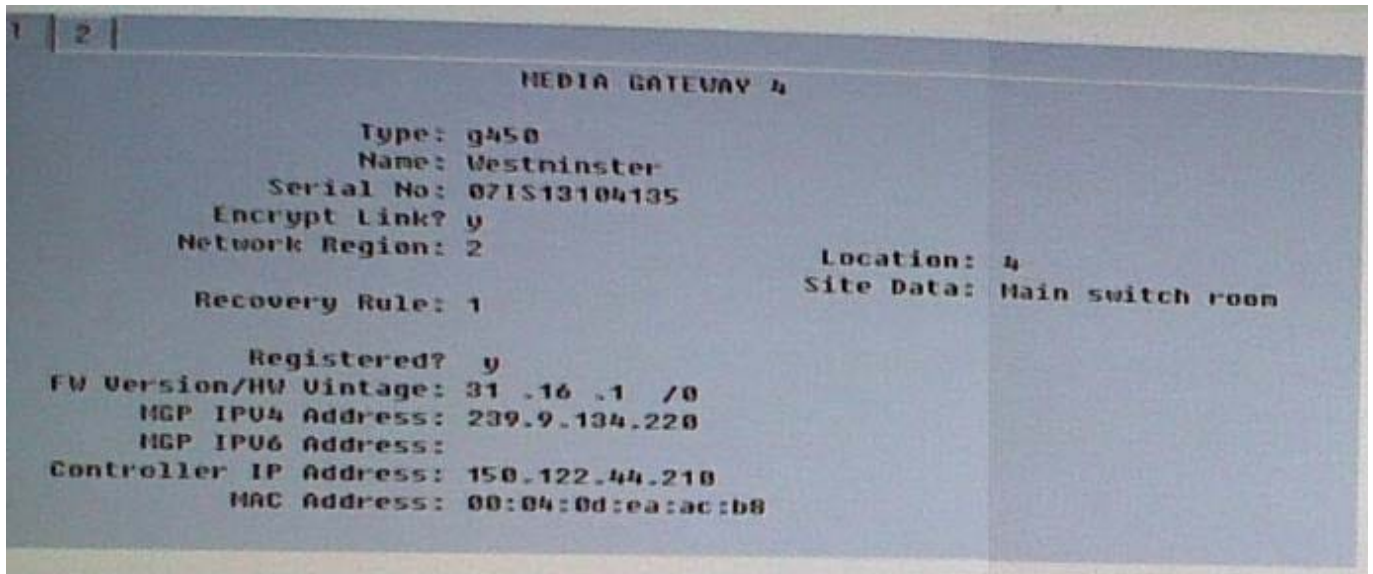 1 | 2 |
MEDIA GATEWAY 4
Type: g450
Name: Westminster
Serial No: 07IS13104135
Encrypt Link? y
Network Region: 2 Location: 4
Site Data: Main switch room
Recovery Rule: 1
Registered? y
FW Version/HW Vintage: 31 .16 .1 /0
MGP IPV4 Address: 239.9.134.220
MGP IPV6 Address:
Controller IP Address: 150.122.44.210
MAC Address: 00:04:0d:ea:ac:b8